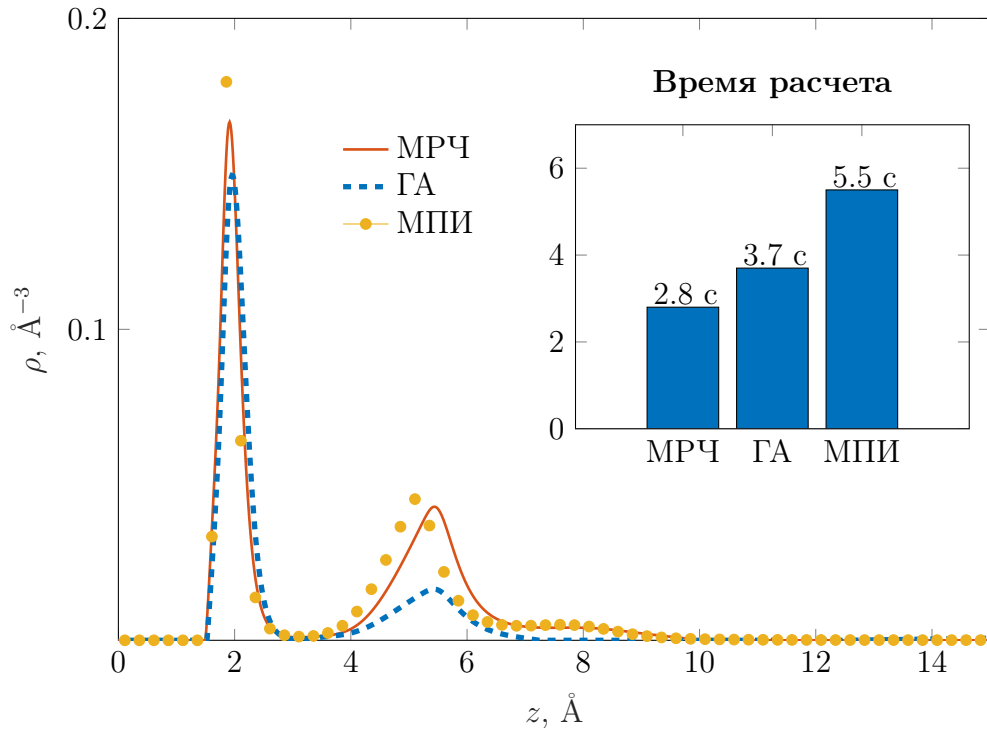 0.2
0.1
ρ, Å⁻³
МРЧ
ГА
МПИ
Время расчета
6
4
2
0
2.8 с
3.7 с
5.5 с
МРЧ ГА МПИ
0 2 4 6 8 10 12 14
z, Å